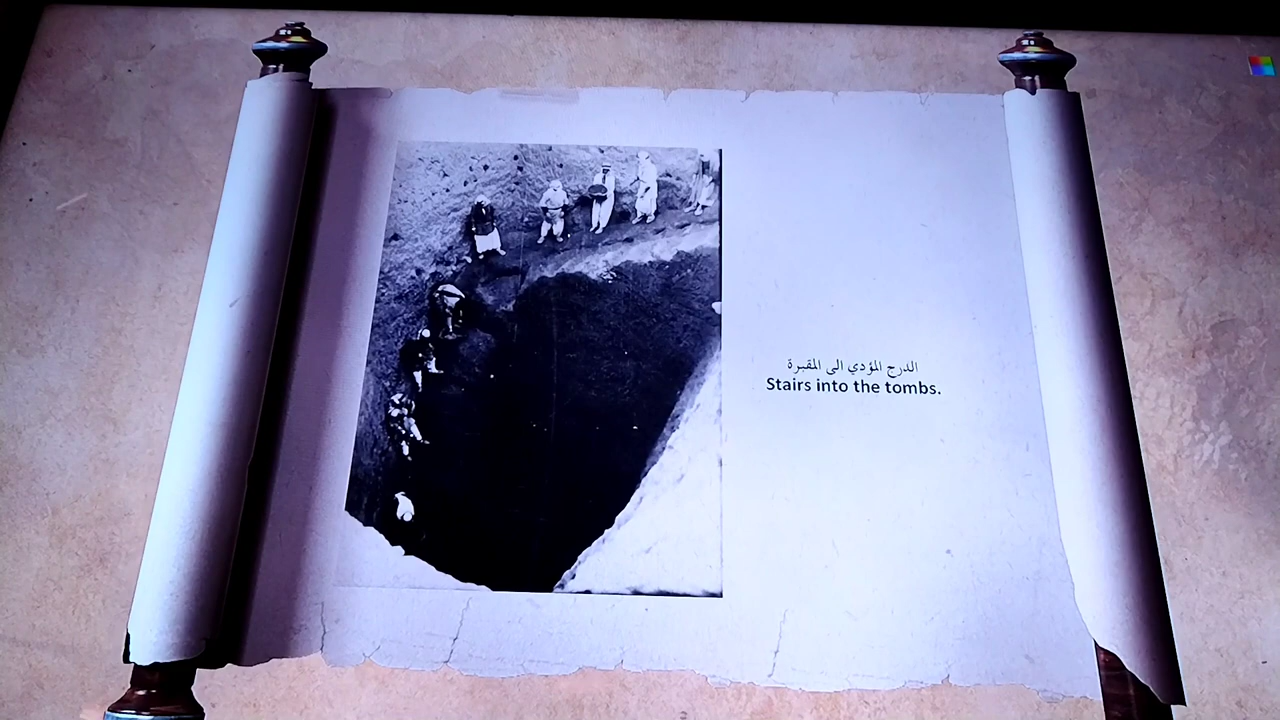 الدرج المؤدي الى المقبرة
Stairs into the tombs.